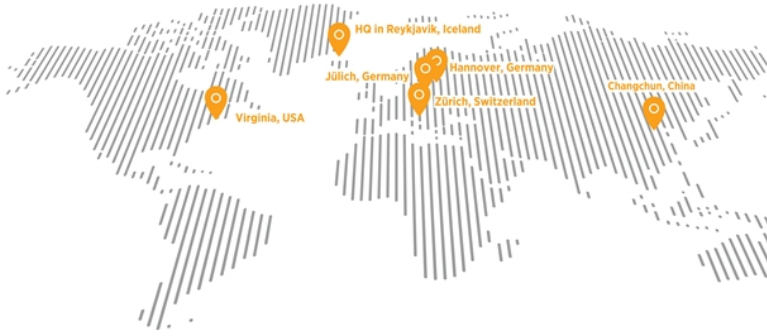 HQ in Reykjavik, Iceland
Jülich, Germany
Hannover, Germany
Changchun, China
Zürich, Switzerland
Virginia, USA